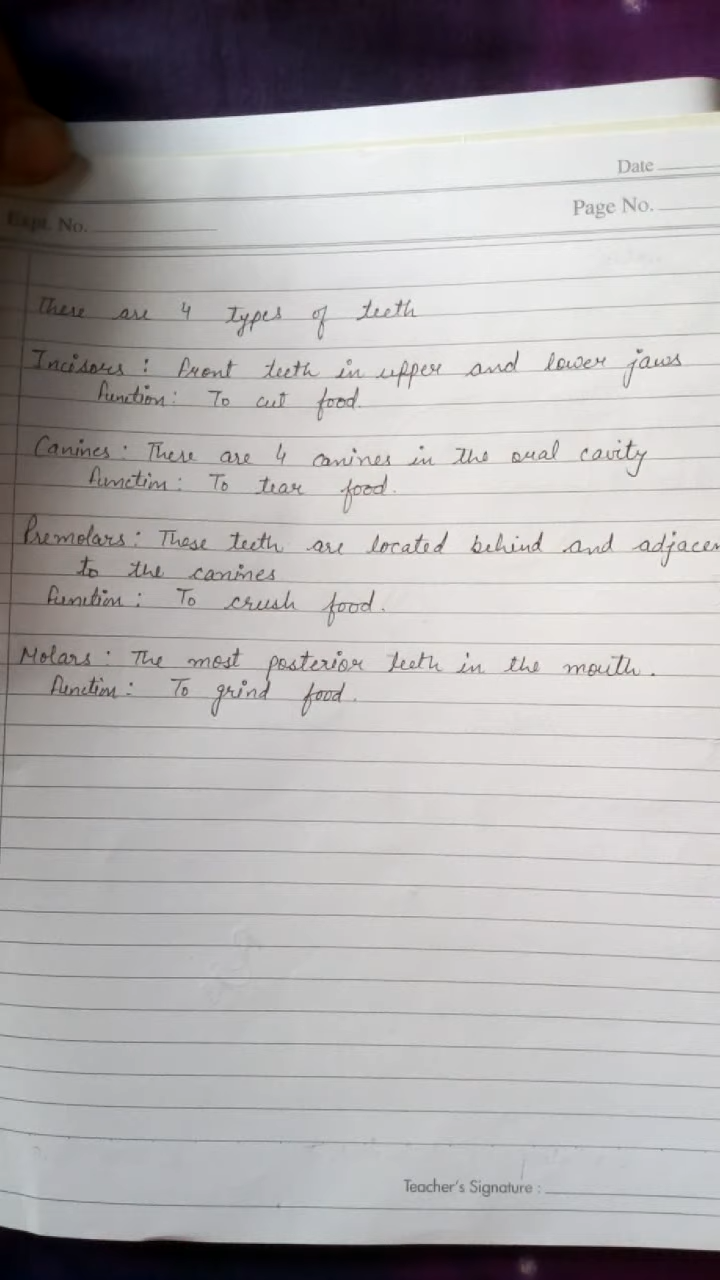 Date
Expt. No.
Page No.
There are 4 types of teeth
Incisors : Front teeth in upper and lower jaws
Function : To cut food.
Canines : There are 4 canines in the oral cavity
Function : To tear food.
Premolars : These teeth are located behind and adjacen
to the canines
Function : To crush food.
Molars : The most posterior teeth in the mouth.
Function : To grind food.
Teacher's Signature :